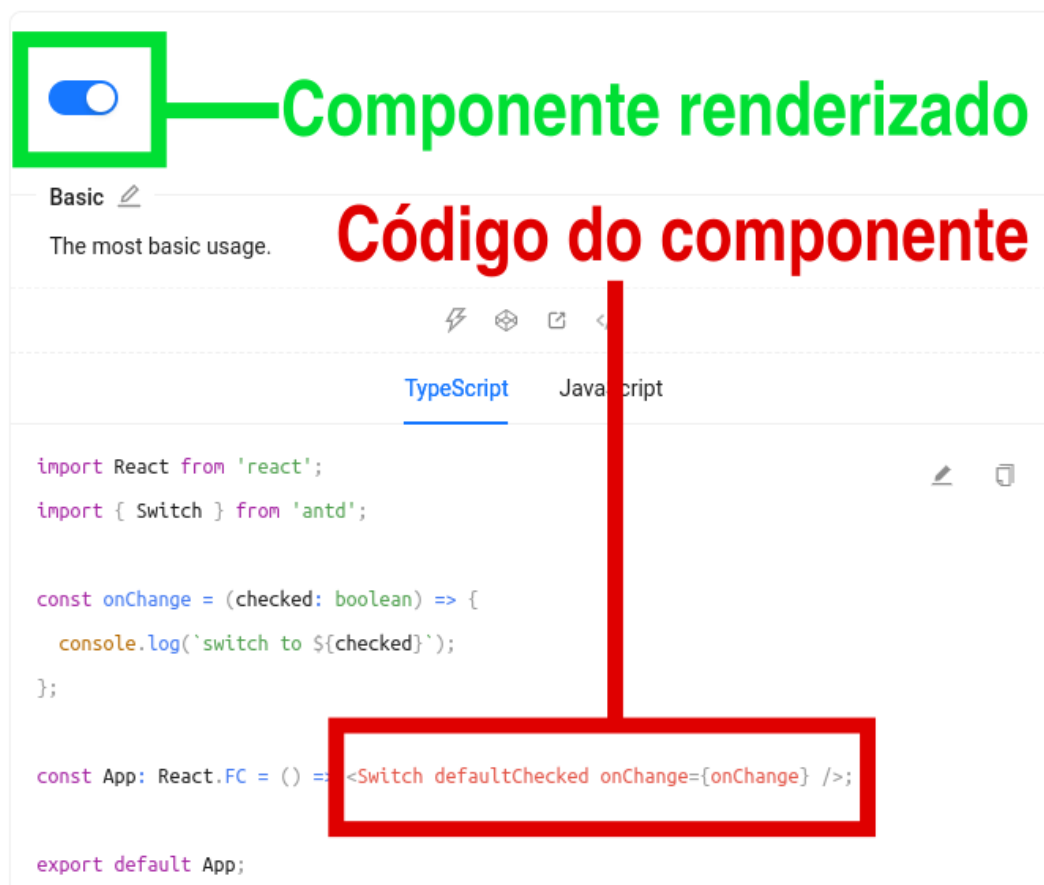 Componente renderizado
Basic
Código do componente
The most basic usage.
TypeScript JavaScript
import React from 'react';
import { Switch } from 'antd';
const onChange = (checked: boolean) => {
console.log(`switch to ${checked}`);
};
const App: React.FC = () => <Switch defaultChecked onChange={onChange} />;
export default App;